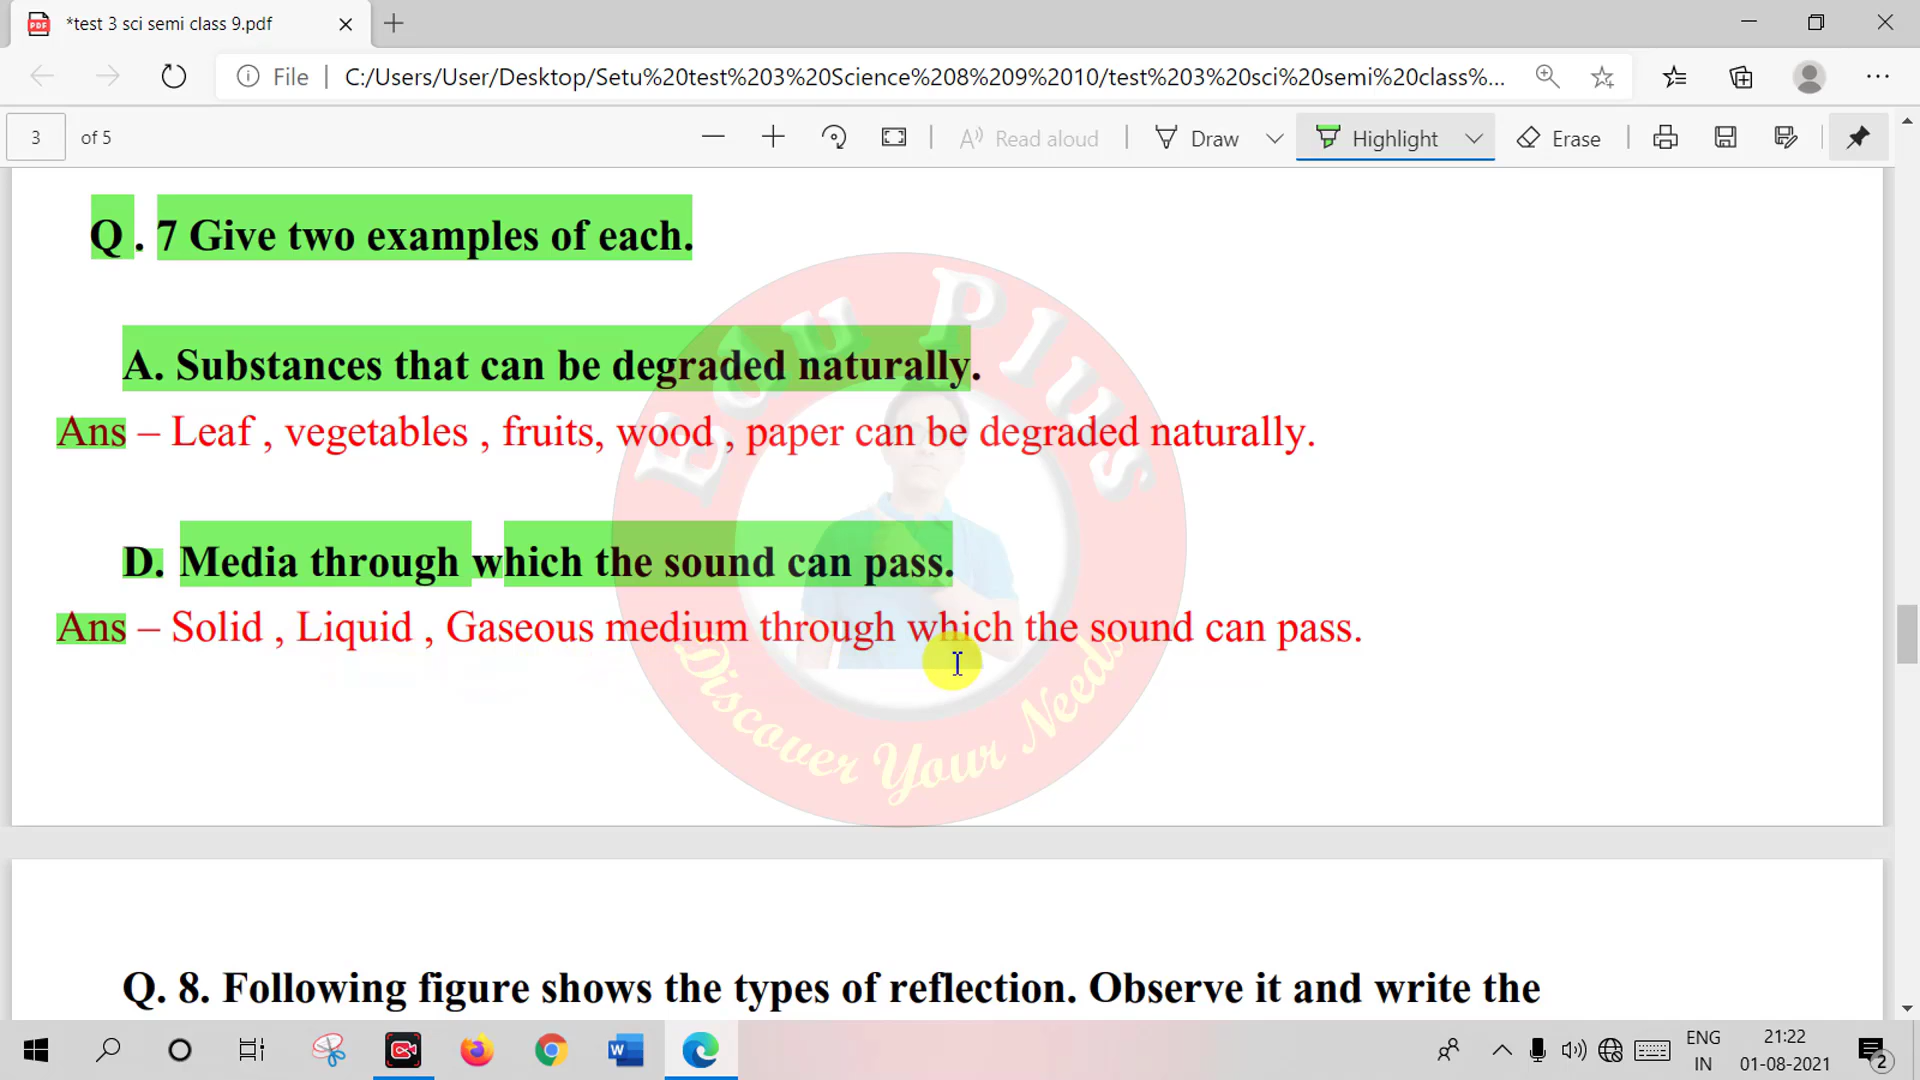 *test 3 sci semi class 9.pdf
File
C:/Users/User/Desktop/Setu%20test%203%20Science%208%209%2010/test%203%20sci%20semi%20class%...
3 of 5
Read aloud
Draw
Highlight
Erase
Q . 7 Give two examples of each.
A. Substances that can be degraded naturally.
Ans – Leaf , vegetables , fruits, wood , paper can be degraded naturally.
D. Media through which the sound can pass.
Ans – Solid , Liquid , Gaseous medium through which the sound can pass.
Edu Plus
Discover Your Needs
Q. 8. Following figure shows the types of reflection. Observe it and write the
ENG
IN
21:22
01-08-2021
2